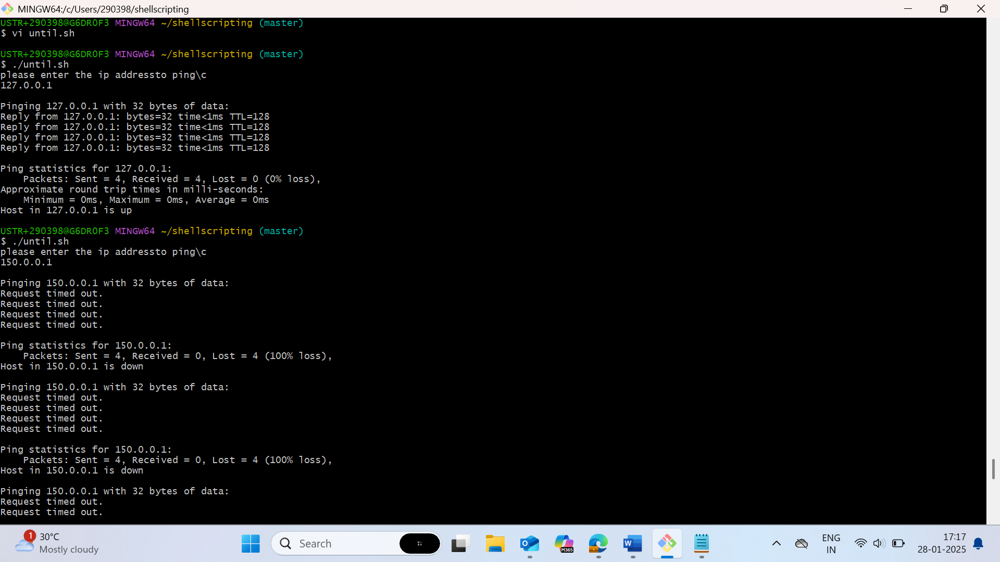 MINGW64:/c/Users/290398/shellscripting
USTR+290398@G6DR0F3 MINGW64 ~/shellscripting (master)
$ vi until.sh
USTR+290398@G6DR0F3 MINGW64 ~/shellscripting (master)
$ ./until.sh
please enter the ip addressto ping\c
127.0.0.1
Pinging 127.0.0.1 with 32 bytes of data:
Reply from 127.0.0.1: bytes=32 time<1ms TTL=128
Reply from 127.0.0.1: bytes=32 time<1ms TTL=128
Reply from 127.0.0.1: bytes=32 time<1ms TTL=128
Reply from 127.0.0.1: bytes=32 time<1ms TTL=128
Ping statistics for 127.0.0.1:
    Packets: Sent = 4, Received = 4, Lost = 0 (0% loss),
Approximate round trip times in milli-seconds:
    Minimum = 0ms, Maximum = 0ms, Average = 0ms
Host in 127.0.0.1 is up
USTR+290398@G6DR0F3 MINGW64 ~/shellscripting (master)
$ ./until.sh
please enter the ip addressto ping\c
150.0.0.1
Pinging 150.0.0.1 with 32 bytes of data:
Request timed out.
Request timed out.
Request timed out.
Request timed out.
Ping statistics for 150.0.0.1:
    Packets: Sent = 4, Received = 0, Lost = 4 (100% loss),
Host in 150.0.0.1 is down
Pinging 150.0.0.1 with 32 bytes of data:
Request timed out.
Request timed out.
Request timed out.
Request timed out.
Ping statistics for 150.0.0.1:
    Packets: Sent = 4, Received = 0, Lost = 4 (100% loss),
Host in 150.0.0.1 is down
Pinging 150.0.0.1 with 32 bytes of data:
Request timed out.
Request timed out.
1
30°C
Mostly cloudy
Search
O
M365
W
ENG
IN
17:17
28-01-2025